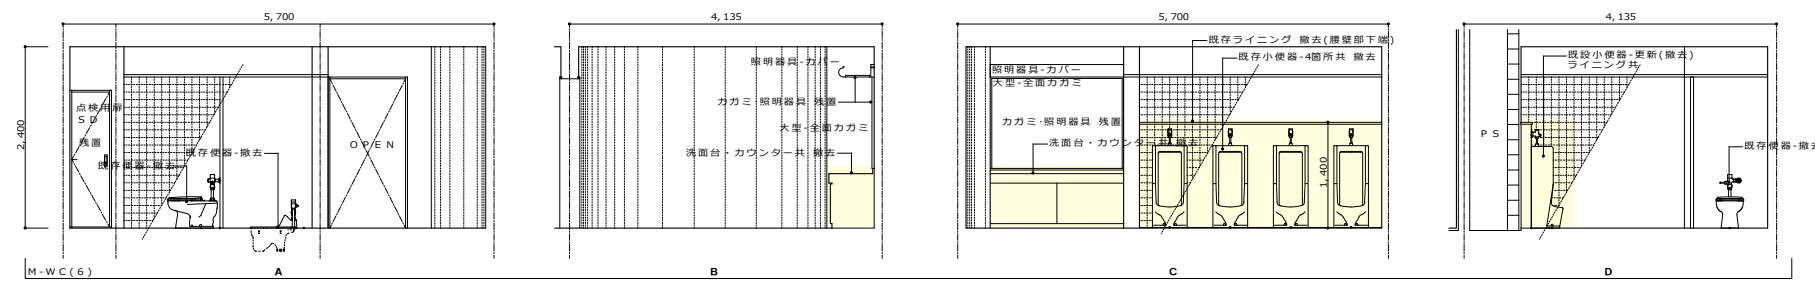 5,700
2,400
点検用扉
SD
残置
既存便器-撤去
既存便器-撤去
OPEN
M-WC(6)
A
4,135
照明器具-カバー
カガミ・照明器具 残置
大型-全面カガミ
洗面台・カウンター共 撤去
B
5,700
既存ライニング 撤去(腰壁部下端)
既存小便器-4箇所共 撤去
照明器具-カバー
大型-全面カガミ
カガミ・照明器具 残置
洗面台・カウンター共 撤去
1,400
C
4,135
既設小便器-更新(撤去)
ライニング共
PS
既存便器-撤去
D